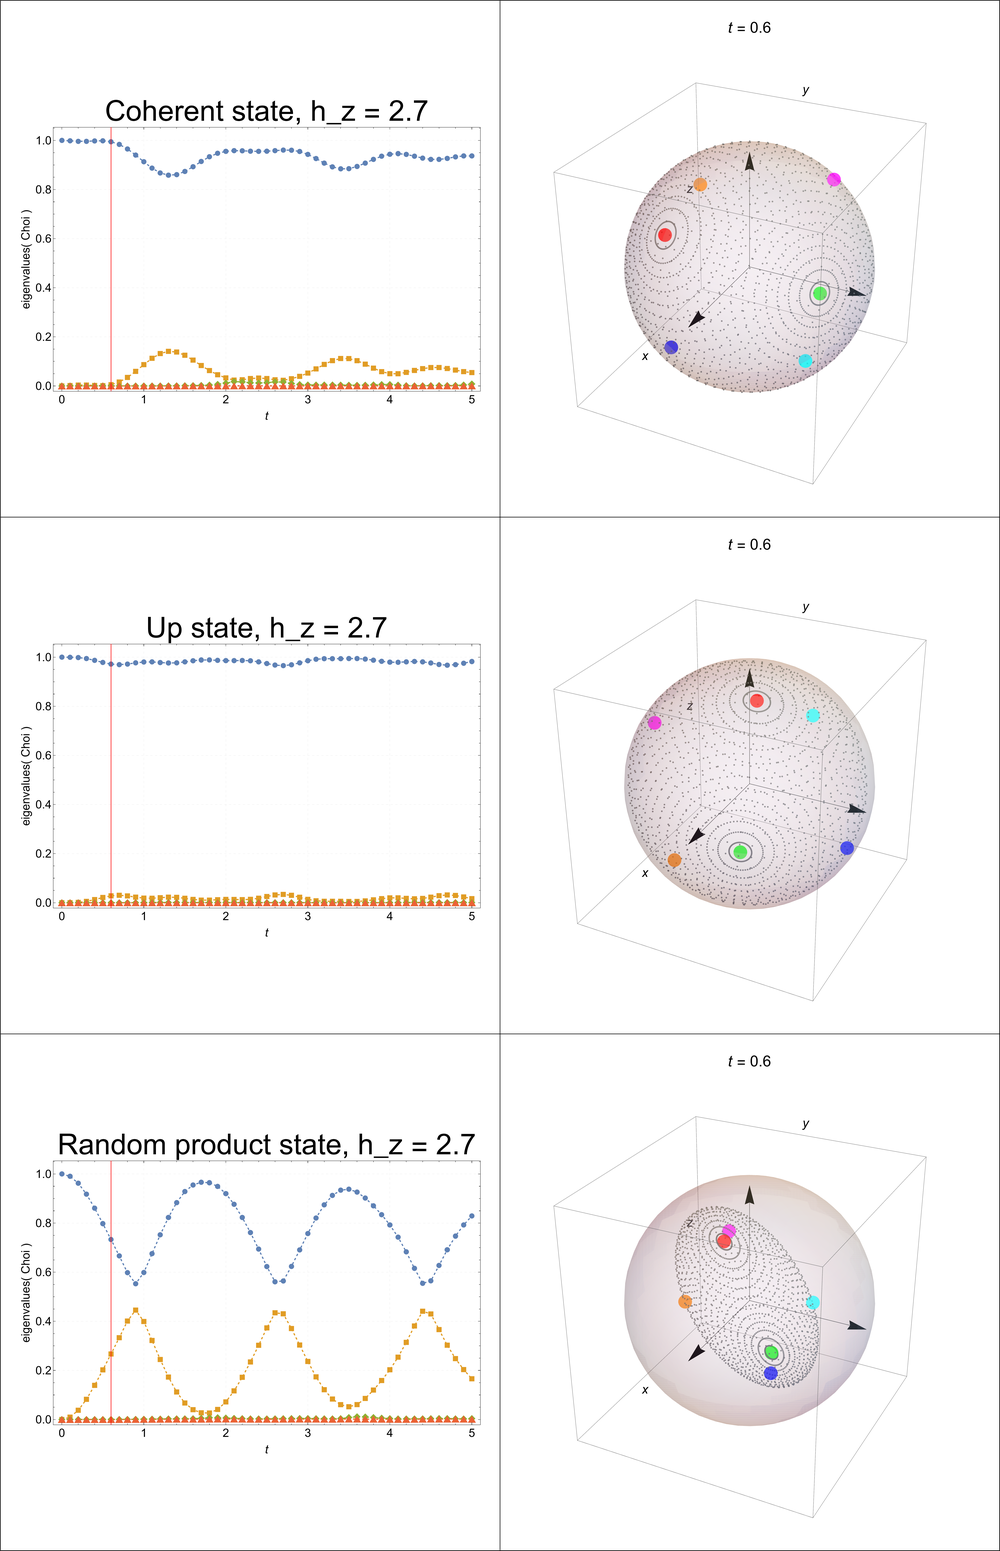 t = 0.6
y
z
x
Coherent state, h_z = 2.7
eigenvalues( Choi )
1.0
0.8
0.6
0.4
0.2
0.0
0 1 2 3 4 5
t
t = 0.6
y
z
x
Up state, h_z = 2.7
eigenvalues( Choi )
1.0
0.8
0.6
0.4
0.2
0.0
0 1 2 3 4 5
t
t = 0.6
y
z
x
Random product state, h_z = 2.7
eigenvalues( Choi )
1.0
0.8
0.6
0.4
0.2
0.0
0 1 2 3 4 5
t